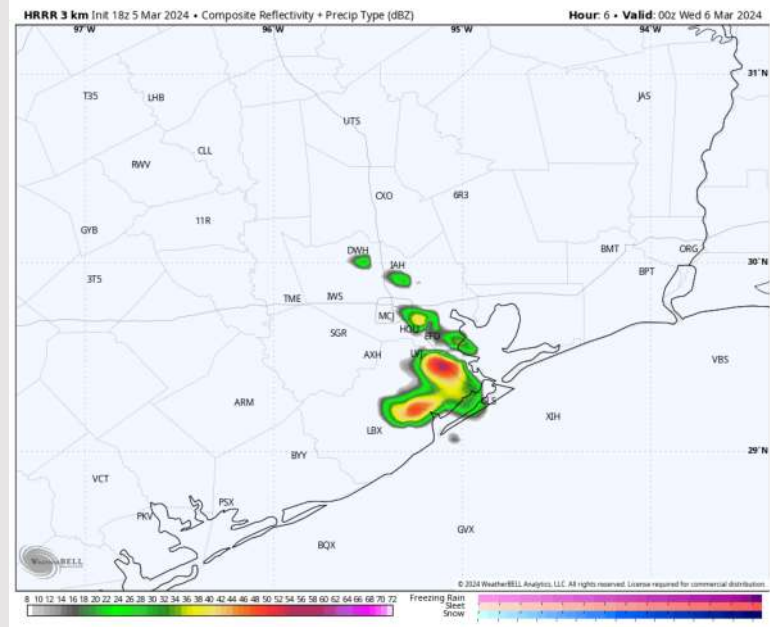 HRRR 3 km Init 18z 5 Mar 2024 • Composite Reflectivity + Precip Type (dBZ) Hour: 6 • Valid: 00z Wed 6 Mar 2024
97°W 96°W 95°W 94°W
31°N
T35 LHB JAS
UTS
CLL
RWV
CXO 6R3
11R
GYB
DWH BMT ORG
30°N
IAH
3T5 BPT
TME IWS
MCJ
SGR HOU EFD
AXH LVJ VBS
ARM GLS
XIH
LBX
29°N
BYY
VCT
PSX
PKV
GVX
BQX
WeatherBELL
© 2024 WeatherBELL Analytics, LLC. All rights reserved. License required for commercial distribution.
8 10 12 14 16 18 20 22 24 26 28 30 32 34 36 38 40 42 44 46 48 50 52 54 56 58 60 62 64 66 68 70 72
Freezing Rain
Sleet
Snow